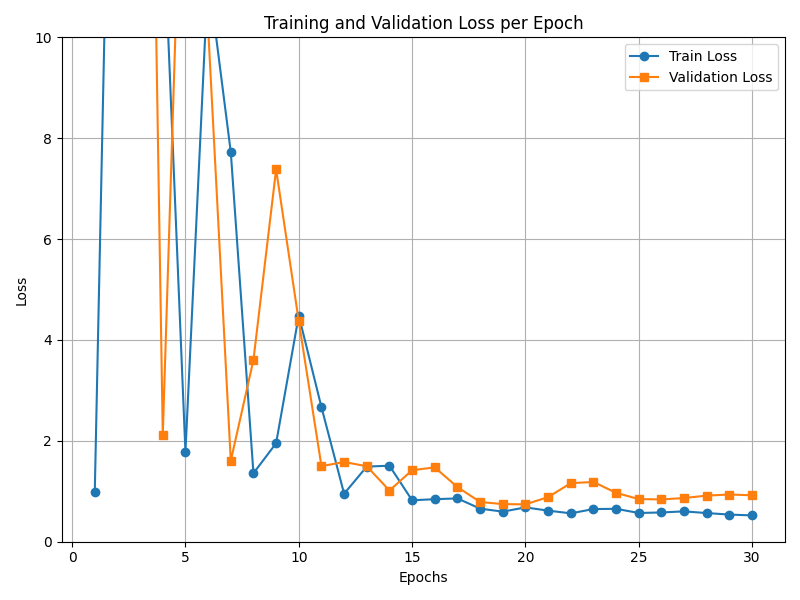 Training and Validation Loss per Epoch
10
8
6
4
2
0
Loss
Train Loss
Validation Loss
0 5 10 15 20 25 30
Epochs